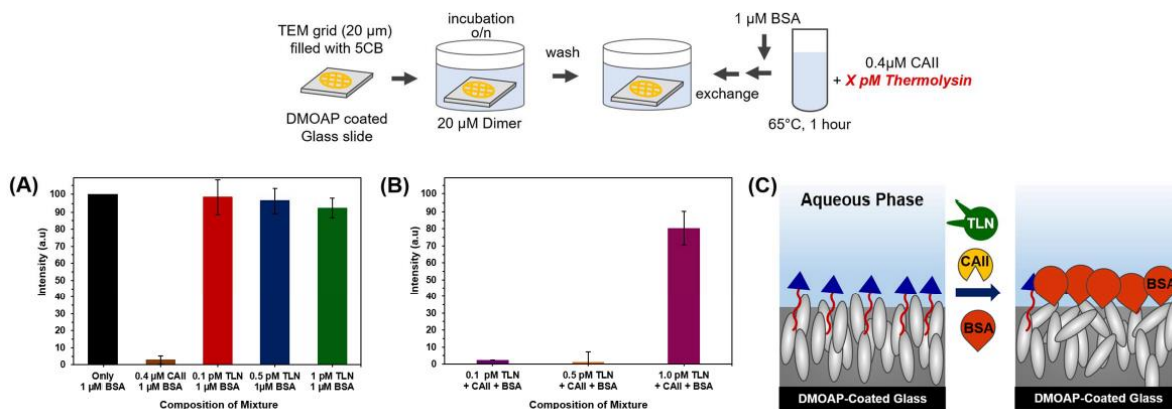 TEM grid (20 μm)
filled with 5CB
DMOAP coated
Glass slide
incubation
o/n
20 μM Dimer
wash
exchange
1 μM BSA
0.4μM CAII
+ X pM Thermolysin
65°C, 1 hour
(A)
Intensity (a.u)
100
90
80
70
60
50
40
30
20
10
0
Only
1 μM BSA
0.4 μM CAII
1 μM BSA
0.1 pM TLN
1 μM BSA
0.5 pM TLN
1μM BSA
1 pM TLN
1 μM BSA
Composition of Mixture
(B)
Intensity (a.u)
100
90
80
70
60
50
40
30
20
10
0
0.1 pM TLN
+ CAII + BSA
0.5 pM TLN
+ CAII + BSA
1.0 pM TLN
+ CAII + BSA
Composition of Mixture
(C)
Aqueous Phase
DMOAP-Coated Glass
TLN
CAII
BSA
BSA
DMOAP-Coated Glass